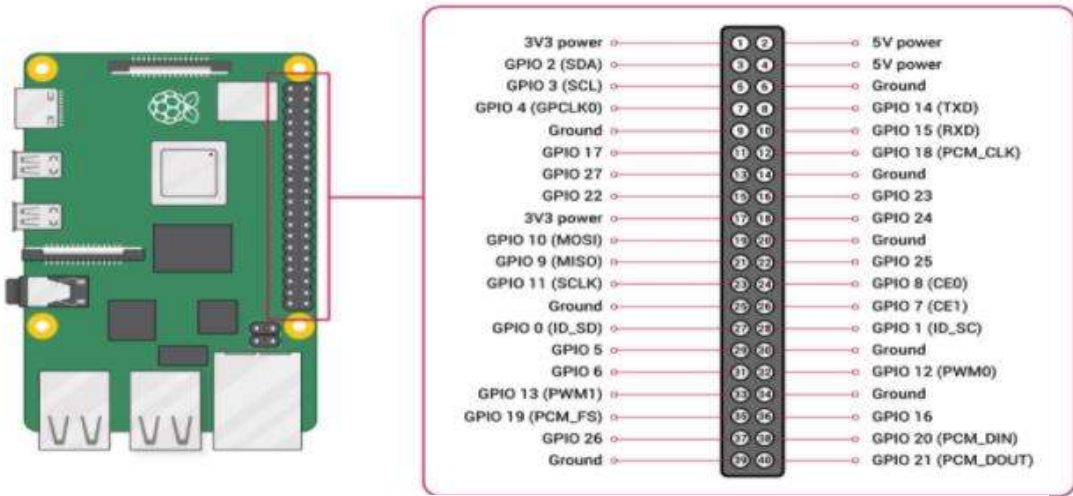 3V3 power 1 2 5V power
GPIO 2 (SDA) 3 4 5V power
GPIO 3 (SCL) 5 6 Ground
GPIO 4 (GPCLK0) 7 8 GPIO 14 (TXD)
Ground 9 10 GPIO 15 (RXD)
GPIO 17 11 12 GPIO 18 (PCM_CLK)
GPIO 27 13 14 Ground
GPIO 22 15 16 GPIO 23
3V3 power 17 18 GPIO 24
GPIO 10 (MOSI) 19 20 Ground
GPIO 9 (MISO) 21 22 GPIO 25
GPIO 11 (SCLK) 23 24 GPIO 8 (CE0)
Ground 25 26 GPIO 7 (CE1)
GPIO 0 (ID_SD) 27 28 GPIO 1 (ID_SC)
GPIO 5 29 30 Ground
GPIO 6 31 32 GPIO 12 (PWM0)
GPIO 13 (PWM1) 33 34 Ground
GPIO 19 (PCM_FS) 35 36 GPIO 16
GPIO 26 37 38 GPIO 20 (PCM_DIN)
Ground 39 40 GPIO 21 (PCM_DOUT)